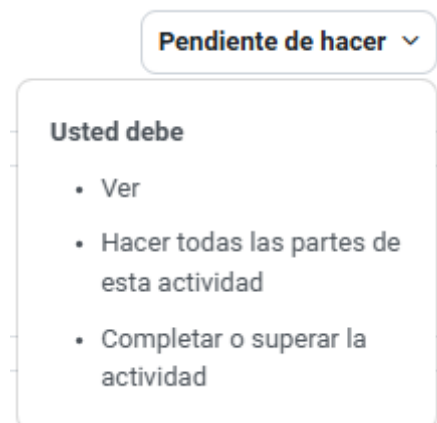 Pendiente de hacer
Usted debe
• Ver
• Hacer todas las partes de
esta actividad
• Completar o superar la
actividad